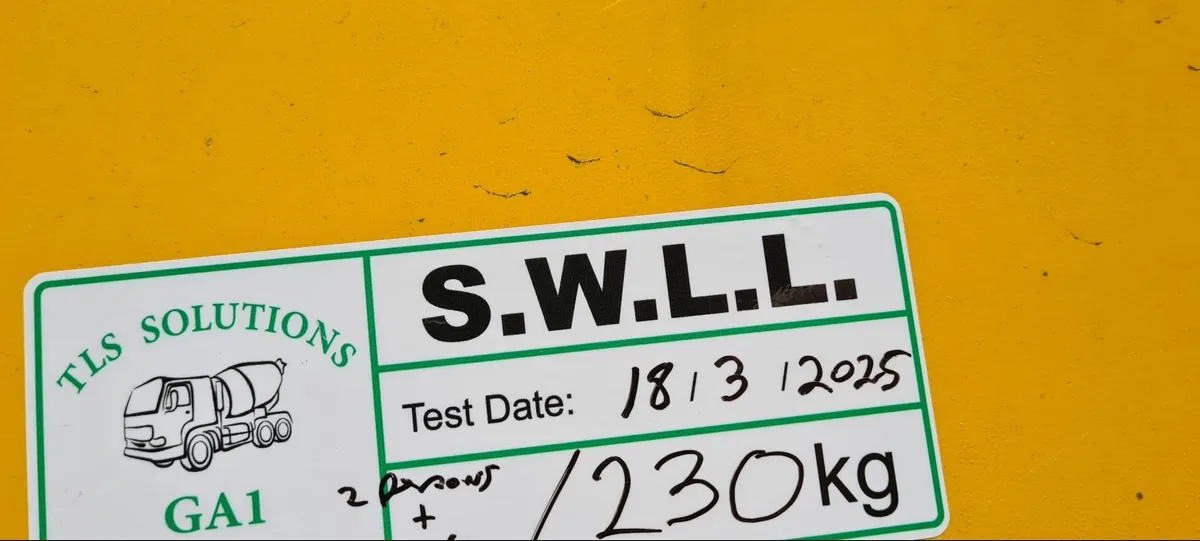 TLS SOLUTIONS
GA1
S.W.L.L.
Test Date: 18/3/2025
2 persons
+
/230kg